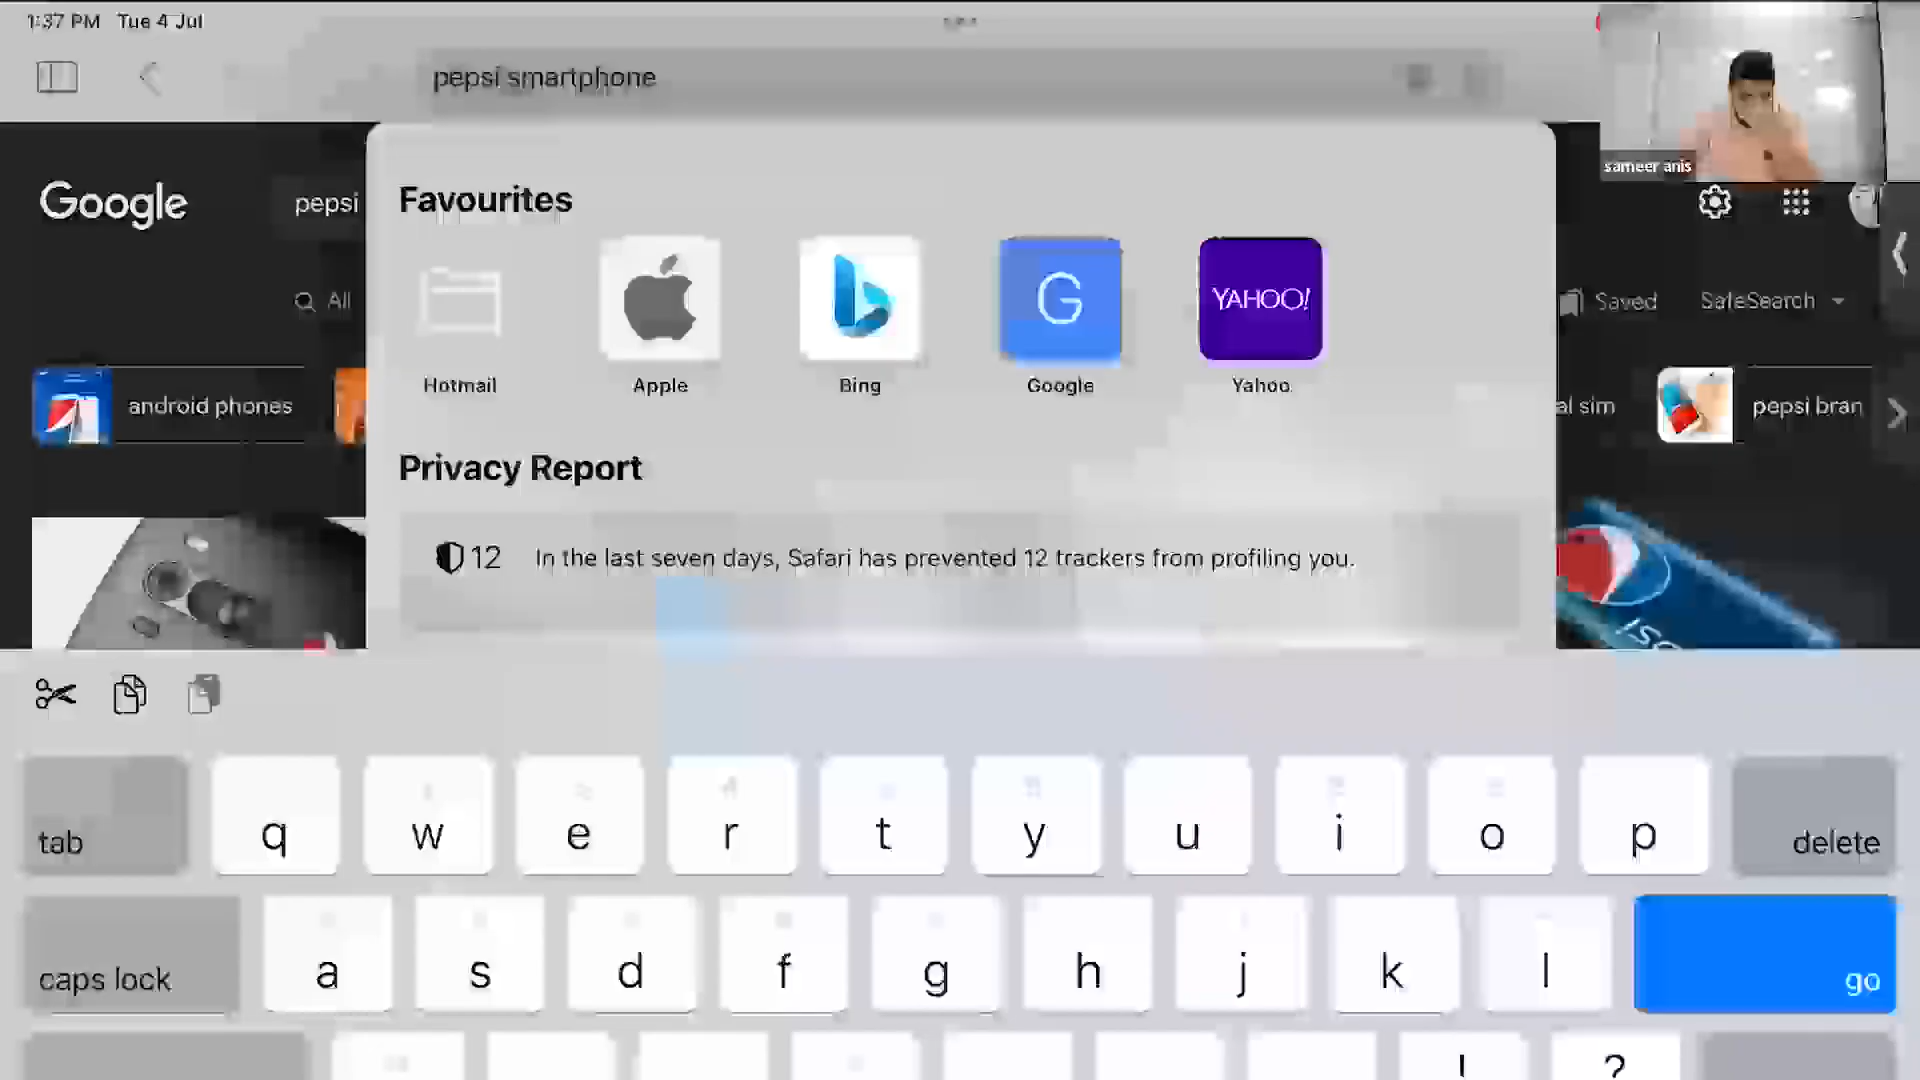 1:37 PM Tue 4 Jul
pepsi smartphone
sameer anis
Google
pepsi
Favourites
All
Saved
SafeSearch
YAHOO!
Hotmail
Apple
Bing
Google
Yahoo
android phones
al sim
pepsi bran
Privacy Report
12
In the last seven days, Safari has prevented 12 trackers from profiling you.
tab
q
w
e
r
t
y
u
i
o
p
delete
caps lock
a
s
d
f
g
h
j
k
l
go
!
?